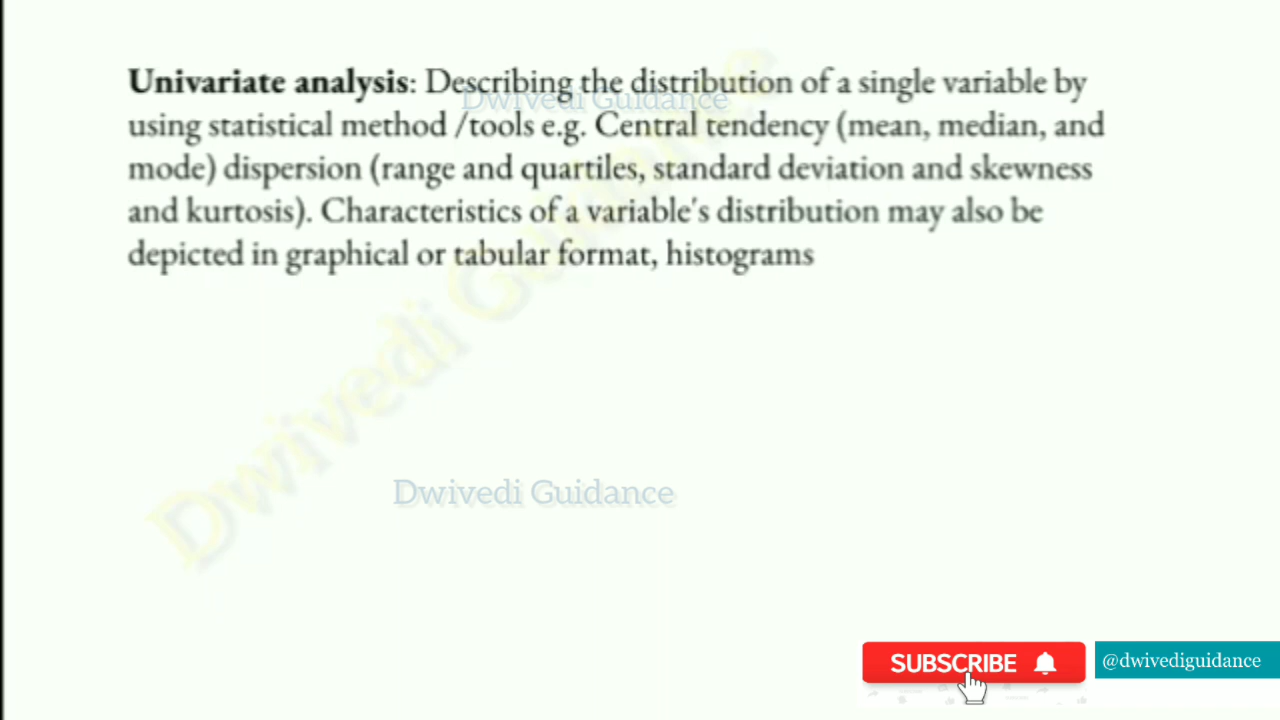 Univariate analysis: Describing the distribution of a single variable by
Dwivedi Guidance
using statistical method /tools e.g. Central tendency (mean, median, and
mode) dispersion (range and quartiles, standard deviation and skewness
and kurtosis). Characteristics of a variable's distribution may also be
depicted in graphical or tabular format, histograms
Dwivedi Guidance
Dwivedi Guidance
SUBSCRIBE
@dwivediguidance